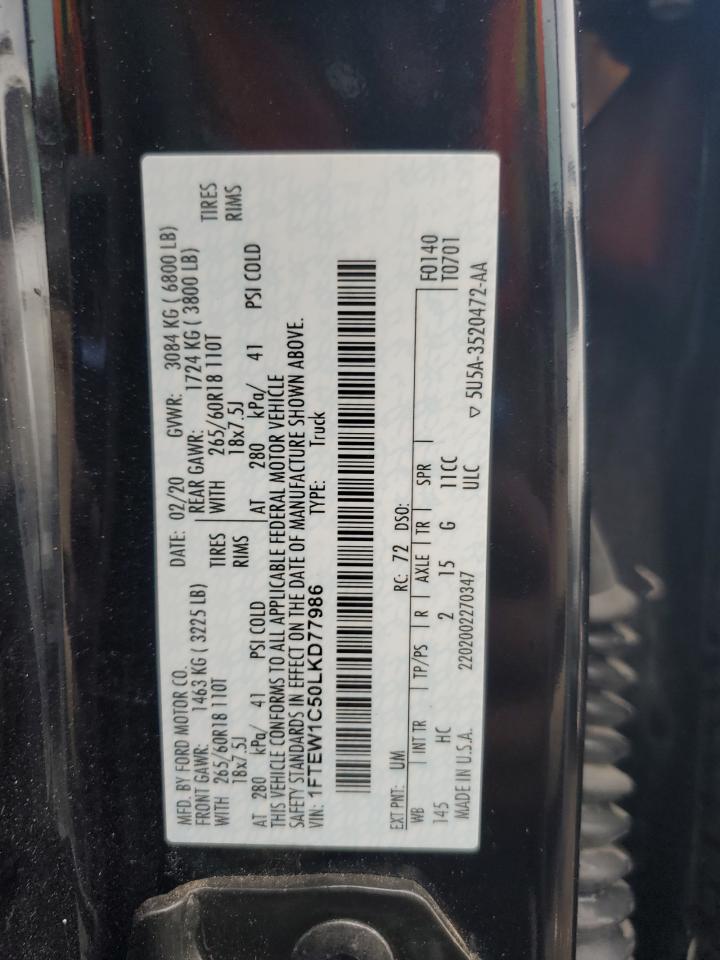 MFD. BY FORD MOTOR CO. DATE: 02/20 GVWR: 3084 KG ( 6800 LB)
FRONT GAWR: 1463 KG ( 3225 LB) REAR GAWR: 1724 KG ( 3800 LB)
WITH 265/60R18 110T TIRES WITH 265/60R18 110T TIRES
18x7.5J RIMS 18x7.5J RIMS
AT 280 kPa/ 41 PSI COLD AT 280 kPa/ 41 PSI COLD
THIS VEHICLE CONFORMS TO ALL APPLICABLE FEDERAL MOTOR VEHICLE
SAFETY STANDARDS IN EFFECT ON THE DATE OF MANUFACTURE SHOWN ABOVE.
VIN: 1FTEW1C50LKD77986 TYPE: Truck
EXT PNT: UM RC: 72 DSO: F0140
WB INT TR TP/PS R AXLE TR SPR T0701
145 HC 2 15 G 11CC
MADE IN U.S.A. 2202002270347 ULC ▽ 5U5A-3520472-AA